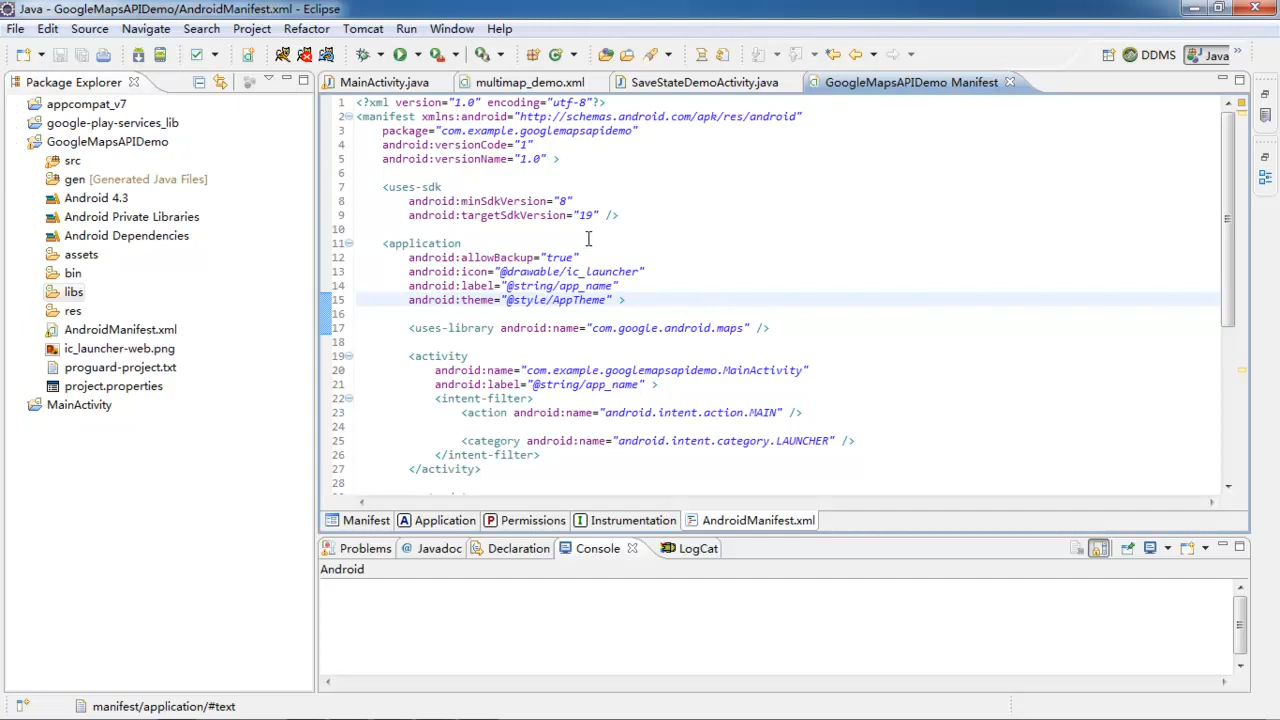 Java - GoogleMapsAPIDemo/AndroidManifest.xml - Eclipse
File Edit Source Navigate Search Project Refactor Tomcat Run Window Help
DDMS Java
Package Explorer
appcompat_v7
google-play-services_lib
GoogleMapsAPIDemo
src
gen [Generated Java Files]
Android 4.3
Android Private Libraries
Android Dependencies
assets
bin
libs
res
AndroidManifest.xml
ic_launcher-web.png
proguard-project.txt
project.properties
MainActivity
MainActivity.java multimap_demo.xml SaveStateDemoActivity.java GoogleMapsAPIDemo Manifest
1 <?xml version="1.0" encoding="utf-8"?>
2 <manifest xmlns:android="http://schemas.android.com/apk/res/android"
3 package="com.example.googlemapsapidemo"
4 android:versionCode="1"
5 android:versionName="1.0" >
6
7 <uses-sdk
8 android:minSdkVersion="8"
9 android:targetSdkVersion="19" />
10
11 <application
12 android:allowBackup="true"
13 android:icon="@drawable/ic_launcher"
14 android:label="@string/app_name"
15 android:theme="@style/AppTheme" >
16
17 <uses-library android:name="com.google.android.maps" />
18
19 <activity
20 android:name="com.example.googlemapsapidemo.MainActivity"
21 android:label="@string/app_name" >
22 <intent-filter>
23 <action android:name="android.intent.action.MAIN" />
24
25 <category android:name="android.intent.category.LAUNCHER" />
26 </intent-filter>
27 </activity>
Manifest Application Permissions Instrumentation AndroidManifest.xml
Problems Javadoc Declaration Console LogCat
Android
manifest/application/#text